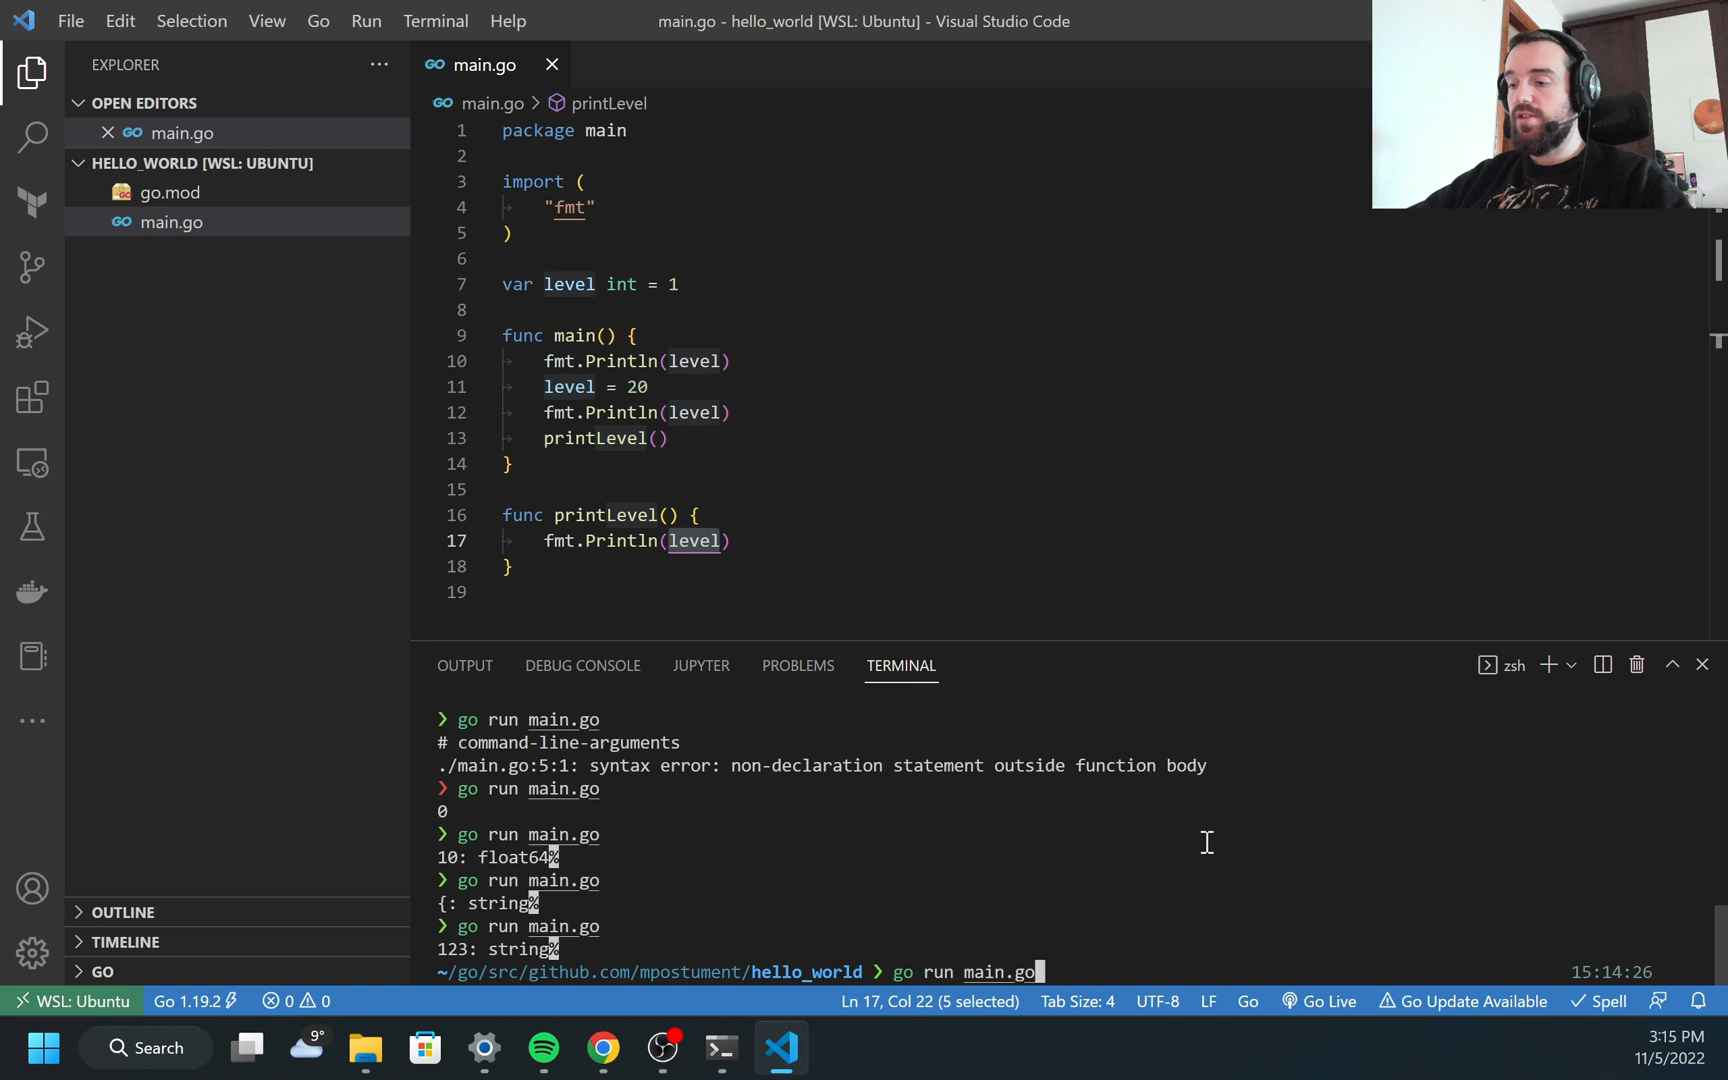 File Edit Selection View Go Run Terminal Help
main.go - hello_world [WSL: Ubuntu] - Visual Studio Code
EXPLORER ···
OPEN EDITORS
main.go
HELLO_WORLD [WSL: UBUNTU]
go.mod
main.go
OUTLINE
TIMELINE
GO
main.go
main.go > printLevel
1 package main
2
3 import (
4 "fmt"
5 )
6
7 var level int = 1
8
9 func main() {
10 fmt.Println(level)
11 level = 20
12 fmt.Println(level)
13 printLevel()
14 }
15
16 func printLevel() {
17 fmt.Println(level)
18 }
19
OUTPUT DEBUG CONSOLE JUPYTER PROBLEMS TERMINAL
zsh
❯ go run main.go
# command-line-arguments
./main.go:5:1: syntax error: non-declaration statement outside function body
❯ go run main.go
0
❯ go run main.go
10: float64%
❯ go run main.go
{: string%
❯ go run main.go
123: string%
~/go/src/github.com/mpostument/hello_world ❯ go run main.go 15:14:26
WSL: Ubuntu Go 1.19.2 0 0 Ln 17, Col 22 (5 selected) Tab Size: 4 UTF-8 LF Go Go Live Go Update Available Spell
Search 9°
3:15 PM
11/5/2022